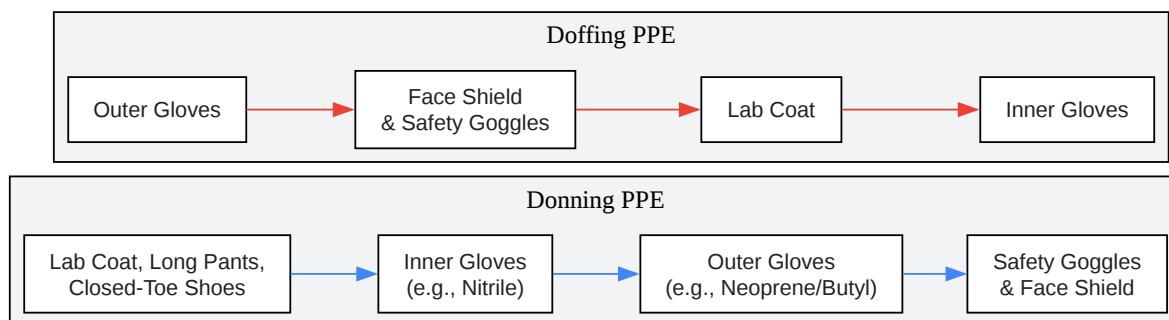 Doffing PPE
Outer Gloves
Face Shield
& Safety Goggles
Lab Coat
Inner Gloves
Donning PPE
Lab Coat, Long Pants,
Closed-Toe Shoes
Inner Gloves
(e.g., Nitrile)
Outer Gloves
(e.g., Neoprene/Butyl)
Safety Goggles
& Face Shield